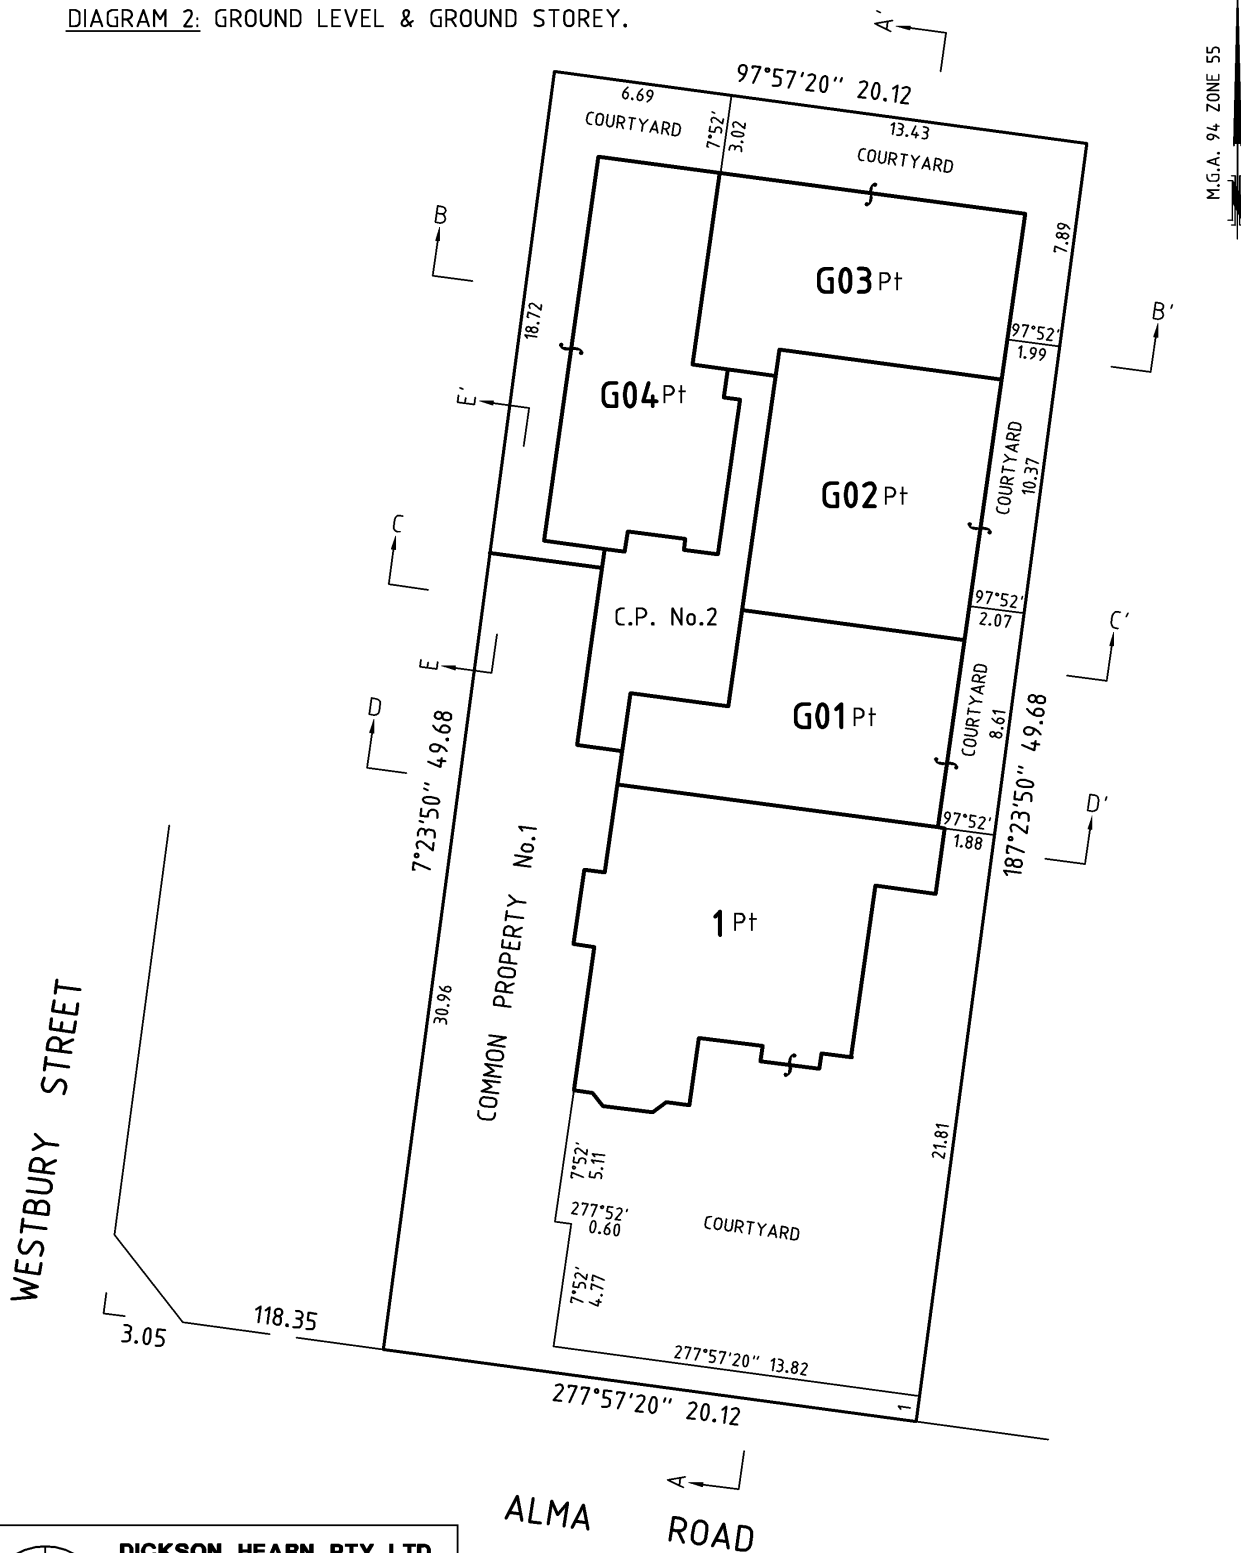 DIAGRAM 2: GROUND LEVEL & GROUND STOREY.
A'
M.G.A. 94 ZONE 55
97°57'20" 20.12
6.69
COURTYARD
7°52'
3.02
13.43
COURTYARD
7.89
B
B'
G03 Pt
97°52'
1.99
18.72
E'
G04 Pt
COURTYARD
10.37
G02 Pt
C
C'
97°52'
2.07
C.P. No.2
E
D
D'
G01 Pt
COURTYARD
8.61
7°23'50" 49.68
187°23'50" 49.68
97°52'
1.88
COMMON PROPERTY No.1
1 Pt
30.96
21.81
WESTBURY STREET
7°52'
5.11
277°52'
0.60
COURTYARD
7°52'
4.77
3.05
118.35
277°57'20" 13.82
1
277°57'20" 20.12
A
ALMA ROAD
DICKSON HEARN PTY LTD